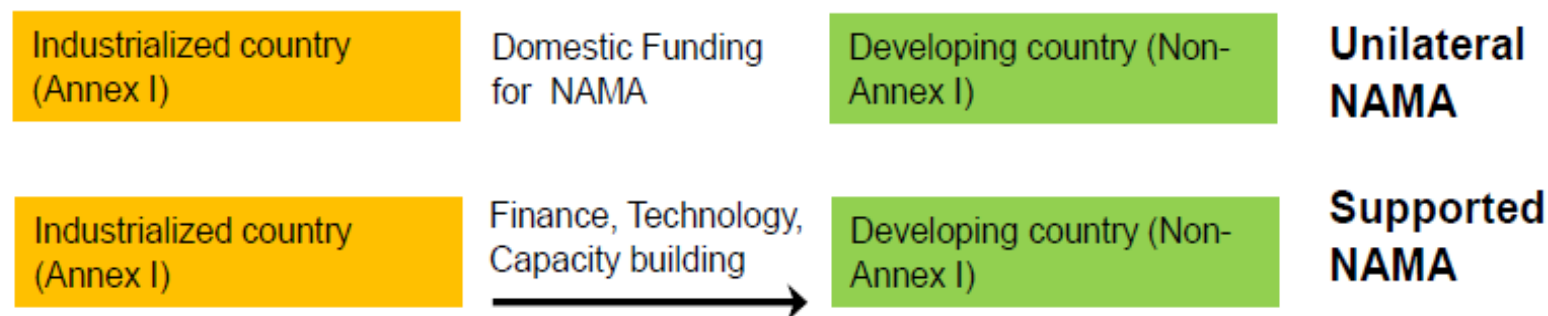 Industrialized country
(Annex I)
Domestic Funding
for NAMA
Developing country (Non-
Annex I)
Unilateral
NAMA
Industrialized country
(Annex I)
Finance, Technology,
Capacity building
Developing country (Non-
Annex I)
Supported
NAMA